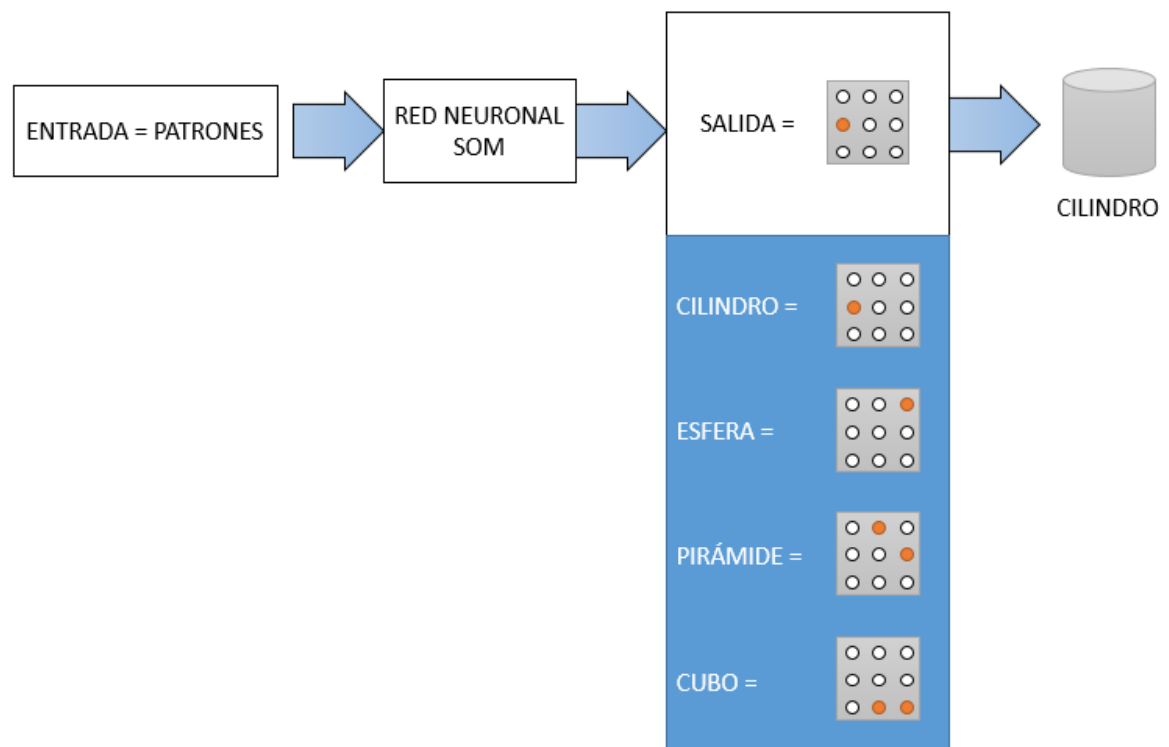 ENTRADA = PATRONES
RED NEURONAL
SOM
SALIDA =
CILINDRO
CILINDRO =
ESFERA =
PIRÁMIDE =
CUBO =